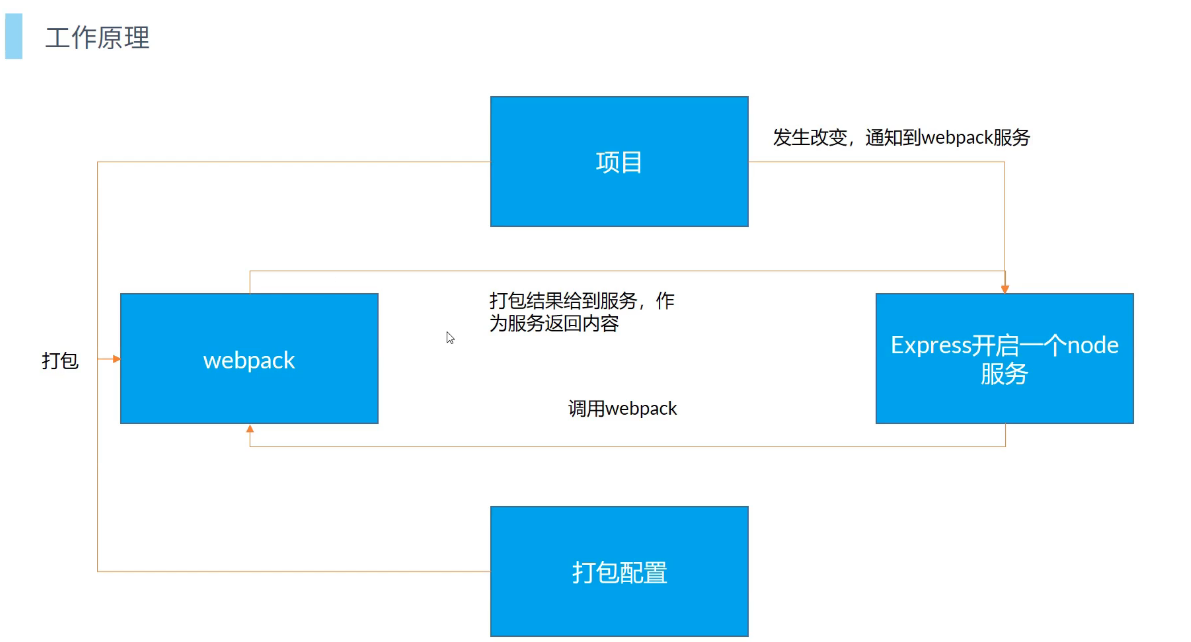 工作原理
项目
发生改变，通知到webpack服务
打包结果给到服务，作
为服务返回内容
打包
webpack
Express开启一个node
服务
调用webpack
打包配置